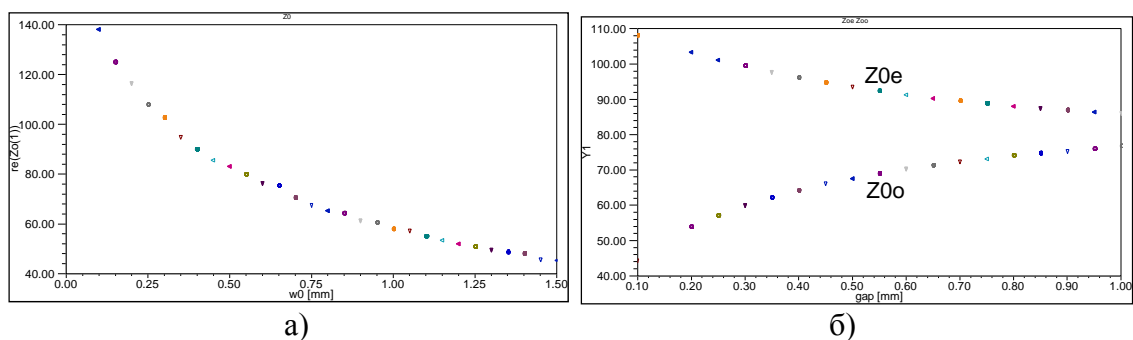 Z0
140.00
120.00
100.00
80.00
60.00
40.00
re(Zo(1))
0.00 0.25 0.50 0.75 1.00 1.25 1.50
w0 [mm]
а)
Zoe Zoo
110.00
100.00
90.00
80.00
70.00
60.00
50.00
40.00
Y1
Z0e
Z0o
0.10 0.20 0.30 0.40 0.50 0.60 0.70 0.80 0.90 1.00
gap [mm]
б)